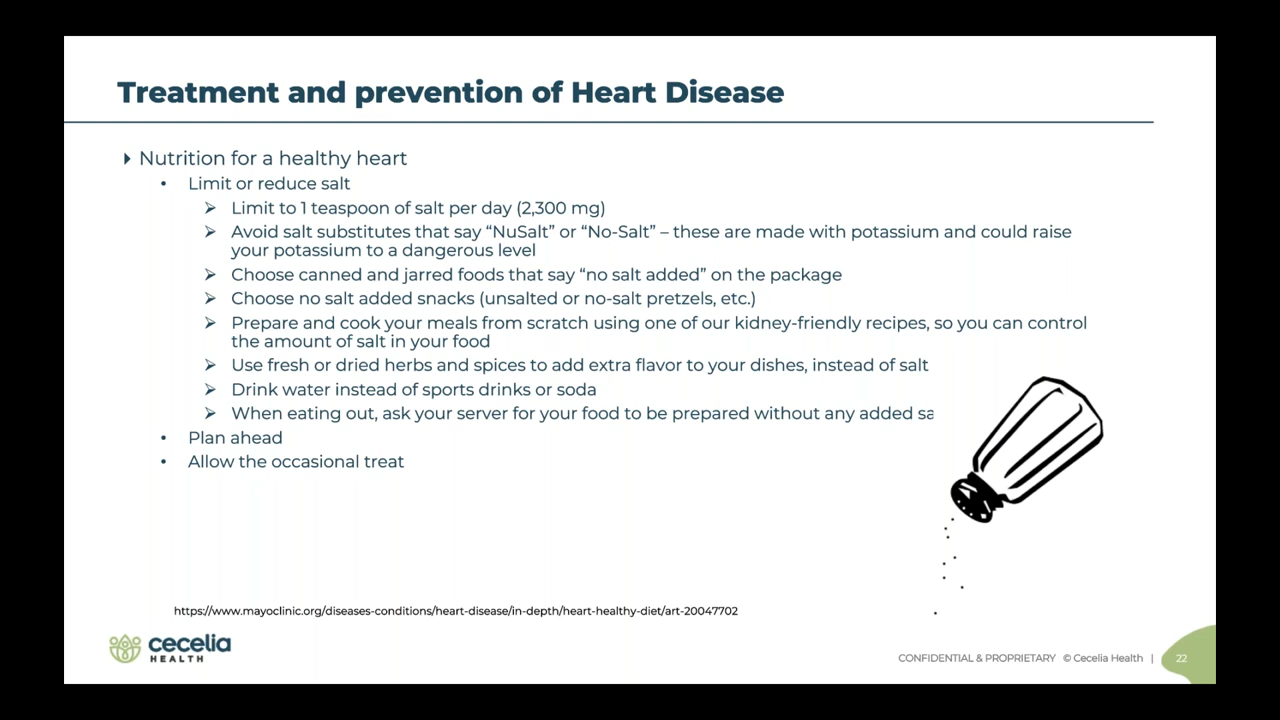 Treatment and prevention of Heart Disease
Nutrition for a healthy heart
• Limit or reduce salt
Limit to 1 teaspoon of salt per day (2,300 mg)
Avoid salt substitutes that say “NuSalt” or “No-Salt” – these are made with potassium and could raise
your potassium to a dangerous level
Choose canned and jarred foods that say “no salt added” on the package
Choose no salt added snacks (unsalted or no-salt pretzels, etc.)
Prepare and cook your meals from scratch using one of our kidney-friendly recipes, so you can control
the amount of salt in your food
Use fresh or dried herbs and spices to add extra flavor to your dishes, instead of salt
Drink water instead of sports drinks or soda
When eating out, ask your server for your food to be prepared without any added sa
• Plan ahead
• Allow the occasional treat
https://www.mayoclinic.org/diseases-conditions/heart-disease/in-depth/heart-healthy-diet/art-20047702
cecelia
HEALTH
CONFIDENTIAL & PROPRIETARY © Cecelia Health | 22